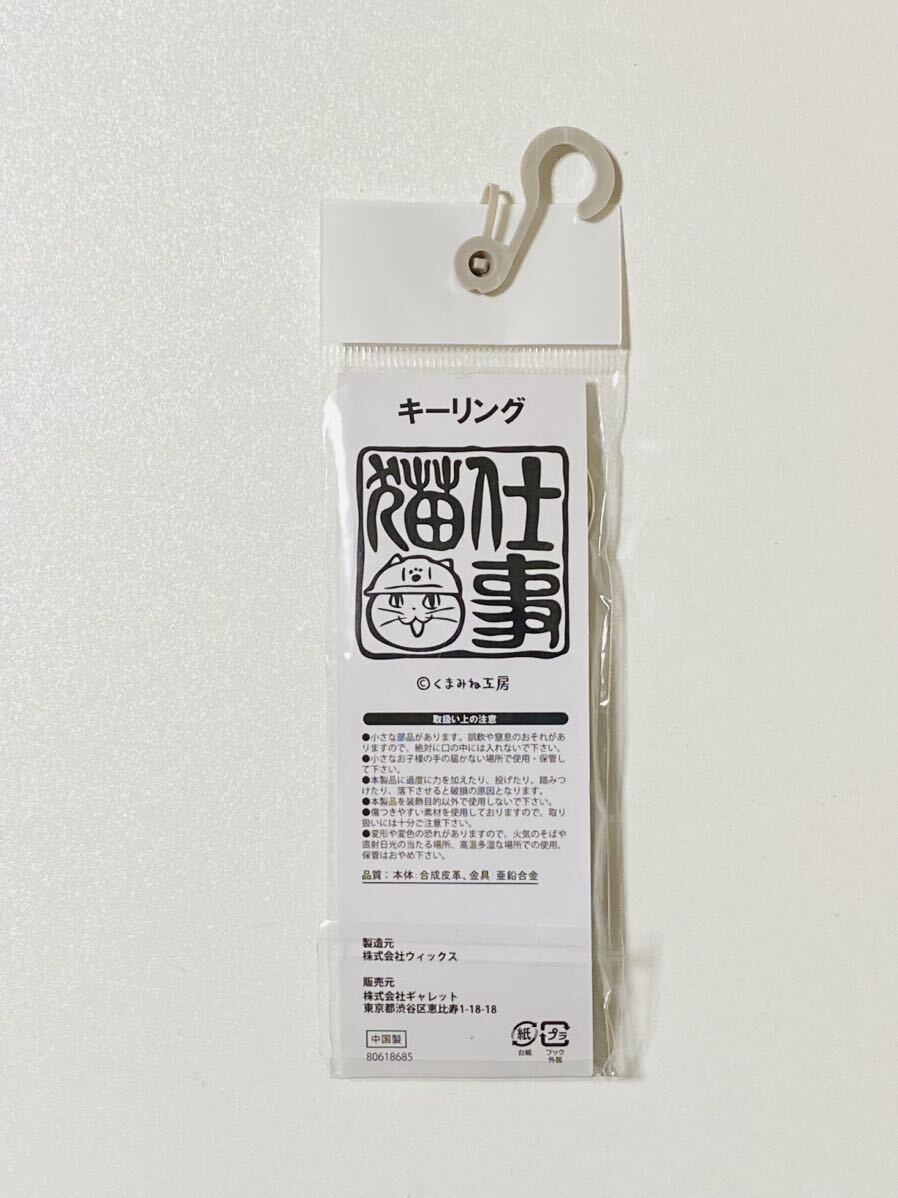 キーリング
仕事
猫
©くまみね工房
取扱い上の注意
●小さな部品があります。誤飲や窒息のおそれがあ
りますので、絶対に口の中には入れないで下さい。
●小さなお子様の手の届かない場所で使用・保管し
て下さい。
●本製品に過度に力を加えたり、投げたり、踏みつ
けたり、落下させると破損の原因となります。
●本製品を装飾目的以外で使用しないで下さい。
●傷つきやすい素材を使用しておりますので、取り
扱いには十分ご注意下さい。
●変形や変色の恐れがありますので、火気のそばや
直射日光の当たる場所、高温多湿な場所での使用、
保管はおやめ下さい。
品質：本体：合成皮革、金具：亜鉛合金
製造元
株式会社ウィックス
販売元
株式会社ギャレット
東京都渋谷区恵比寿1-18-18
中国製
80618685
紙
台紙
プラ
フック
外装